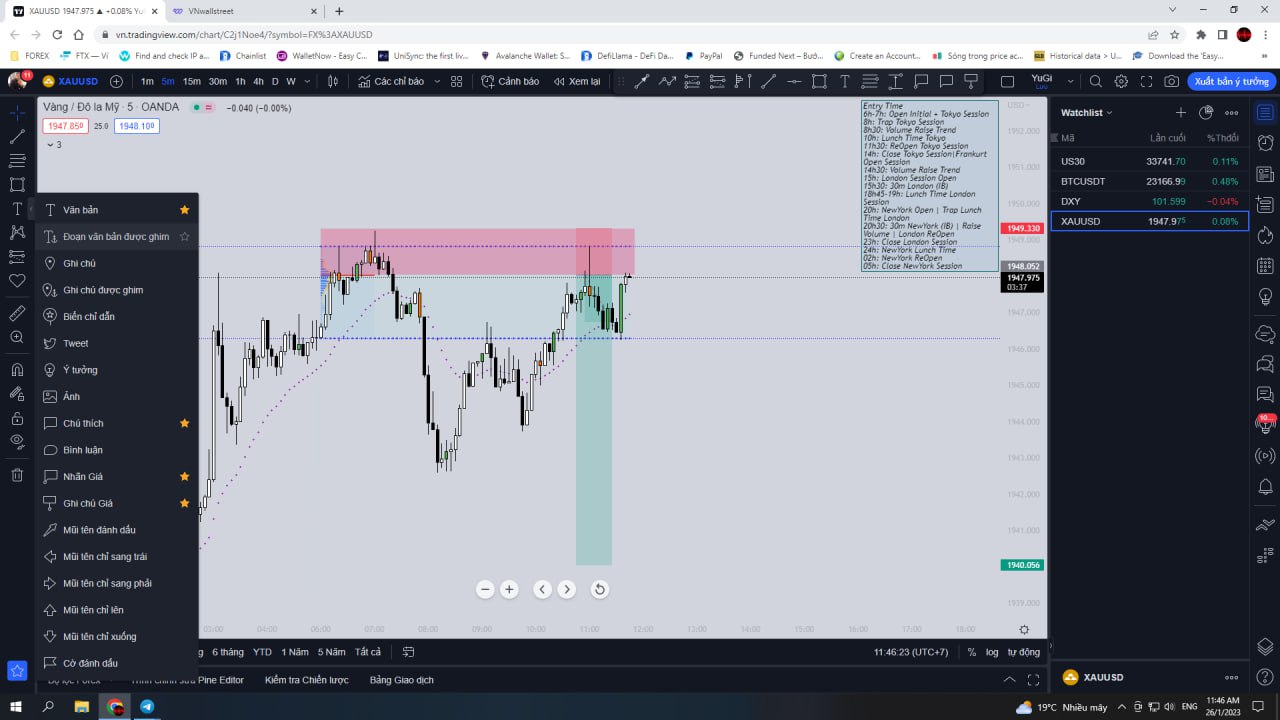 XAUUSD 1947.975 ▲ +0.08% Yu
VNwallstreet
vn.tradingview.com/chart/C2j1Noe4/?symbol=FX%3AXAUUSD
FOREX
FTX — Ví
Find and check IP a...
Chainlist
WalletNow - Easy C...
UniSync the first liv...
Avalanche Wallet: S...
DefiLlama - DeFi Da...
PayPal
Funded Next – Bướ...
Create an Account...
Sóng trong price ac...
Historical data > U...
Download the 'Easy...
11
XAUUSD
1m 5m 15m 30m 1h 4h D W
Các chỉ báo
Cảnh báo
Xem lại
YuGi
LƯU
Xuất bản ý tưởng
Vàng / Đô la Mỹ · 5 · OANDA
−0.040 (−0.00%)
1947.850 25.0 1948.100
3
Văn bản
Đoạn văn bản được ghim
Ghi chú
Ghi chú được ghim
Biển chỉ dẫn
Tweet
Ý tưởng
Ảnh
Chú thích
Bình luận
Nhãn Giá
Ghi chú Giá
Mũi tên đánh dấu
Mũi tên chỉ sang trái
Mũi tên chỉ sang phải
Mũi tên chỉ lên
Mũi tên chỉ xuống
Cờ đánh dấu
Entry Time
6h-7h: Open Initial + Tokyo Session
8h: Trap Tokyo Session
8h30: Volume Raise Trend
10h: Lunch Time Tokyo
11h30: ReOpen Tokyo Session
14h: Close Tokyo Session|Frankurt
Open Session
14h30: Volume Raise Trend
15h: London Session Open
15h30: 30m London (IB)
18h45-19h: Lunch Time London
Session
20h: NewYork Open | Trap Lunch
Time London
20h30: 30m NewYork (IB) | Raise
Volume | London ReOpen
23h: Close London Session
24h: NewYork Lunch Time
02h: NewYork ReOpen
05h: Close NewYork Session
USD
1952.000
1951.000
1950.000
1949.330
1949.000
1948.052
1947.975
03:37
1947.000
1946.000
1945.000
1944.000
1943.000
1942.000
1941.000
1940.056
1939.000
03:00 04:00 06:00 07:00 08:00 09:00 10:00 11:00 12:00 13:00 14:00 15:00 16:00 17:00 18:00
6 tháng YTD 1 Năm 5 Năm Tất cả
11:46:23 (UTC+7) % log tự động
Bộ lọc Forex
Trình chỉnh sửa Pine Editor
Kiểm tra Chiến lược
Bảng Giao dịch
Watchlist
Mã Lần cuối %Thđổi
US30 33741.70 0.11%
BTCUSDT 23166.99 0.48%
DXY 101.599 −0.04%
XAUUSD 1947.975 0.08%
10...
XAUUSD
19°C Nhiều mây
11:46 AM
26/1/2023